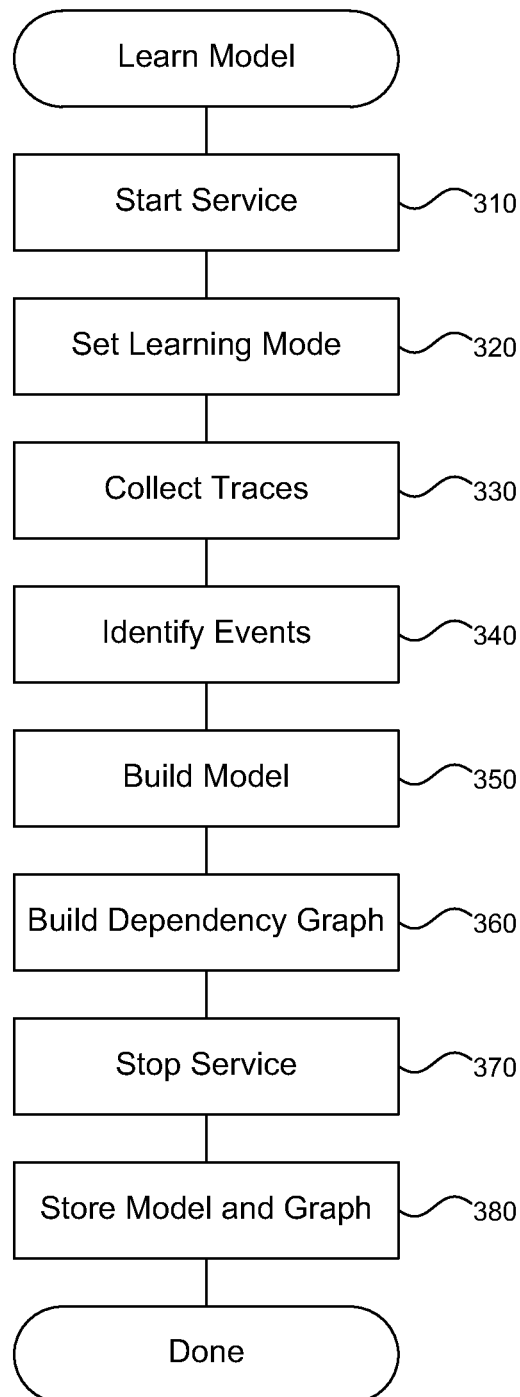 Learn Model
Start Service
310
Set Learning Mode
320
Collect Traces
330
Identify Events
340
Build Model
350
Build Dependency Graph
360
Stop Service
370
Store Model and Graph
380
Done